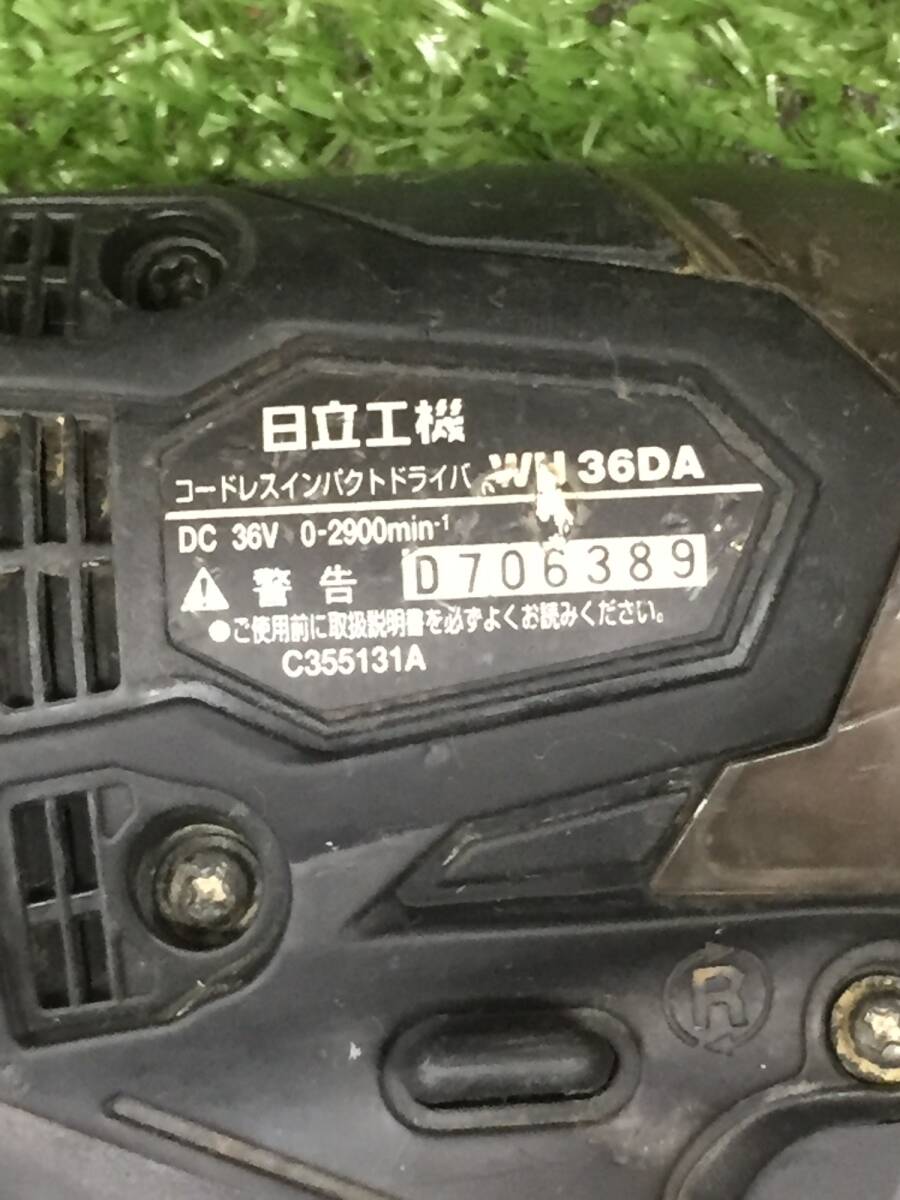 日立工機
コードレスインパクトドライバ WH 36DA
DC 36V 0-2900min⁻¹
D706389
警告
●ご使用前に取扱説明書を必ずよくお読みください。
C355131A
R